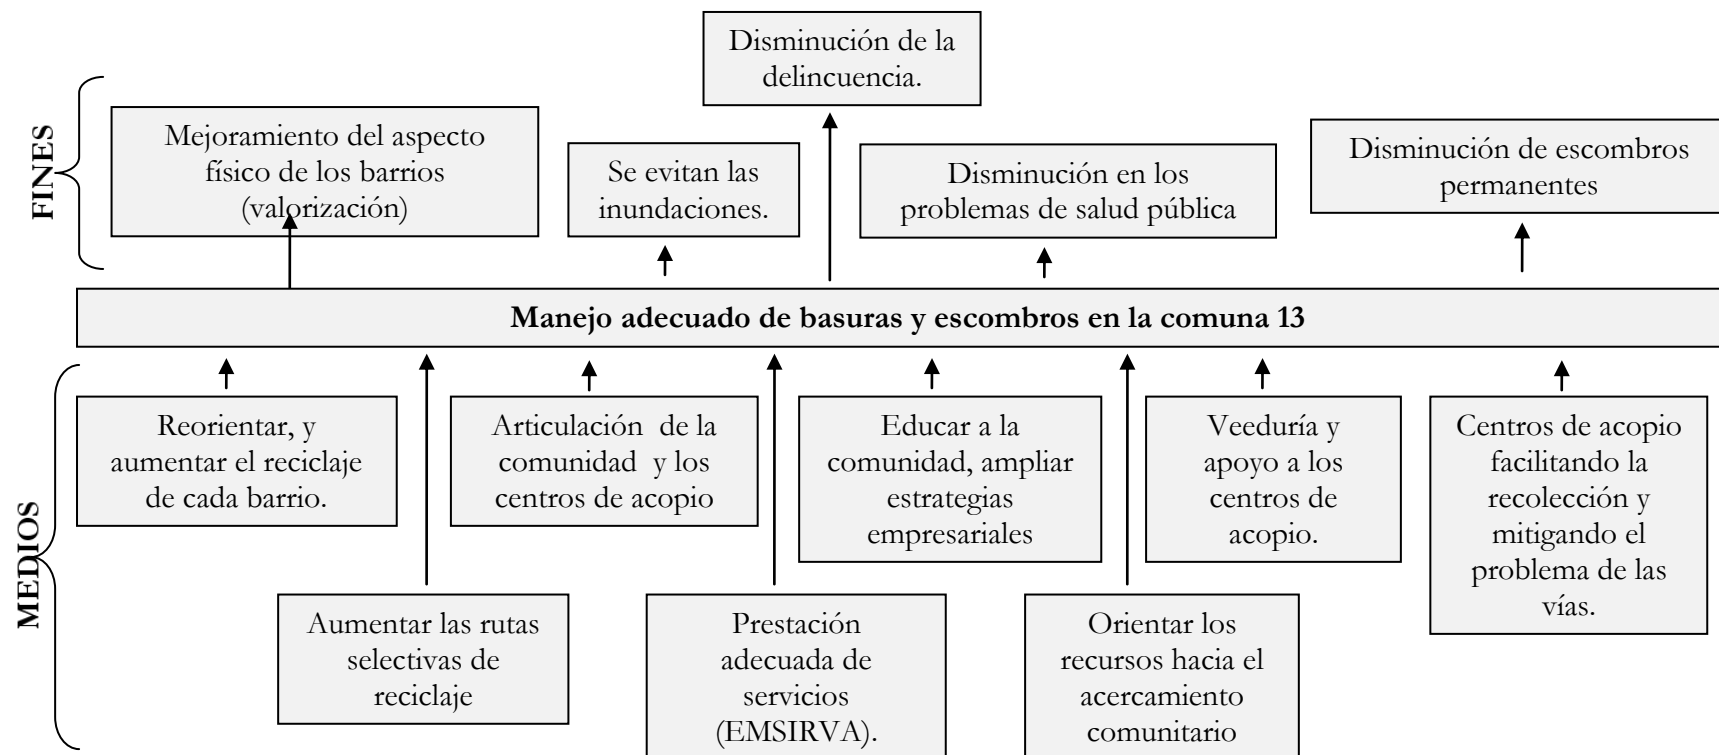 FINES
Disminución de la
delincuencia.
Mejoramiento del aspecto
físico de los barrios
(valorización)
Se evitan las
inundaciones.
Disminución en los
problemas de salud pública
Disminución de escombros
permanentes
Manejo adecuado de basuras y escombros en la comuna 13
MEDIOS
Reorientar, y
aumentar el reciclaje
de cada barrio.
Articulación  de la
comunidad  y los
centros de acopio
Educar a la
comunidad, ampliar
estrategias
empresariales
Veeduría y
apoyo a los
centros de
acopio.
Centros de acopio
facilitando la
recolección y
mitigando el
problema de las
vías.
Aumentar las rutas
selectivas de
reciclaje
Prestación
adecuada de
servicios
(EMSIRVA).
Orientar los
recursos hacia el
acercamiento
comunitario